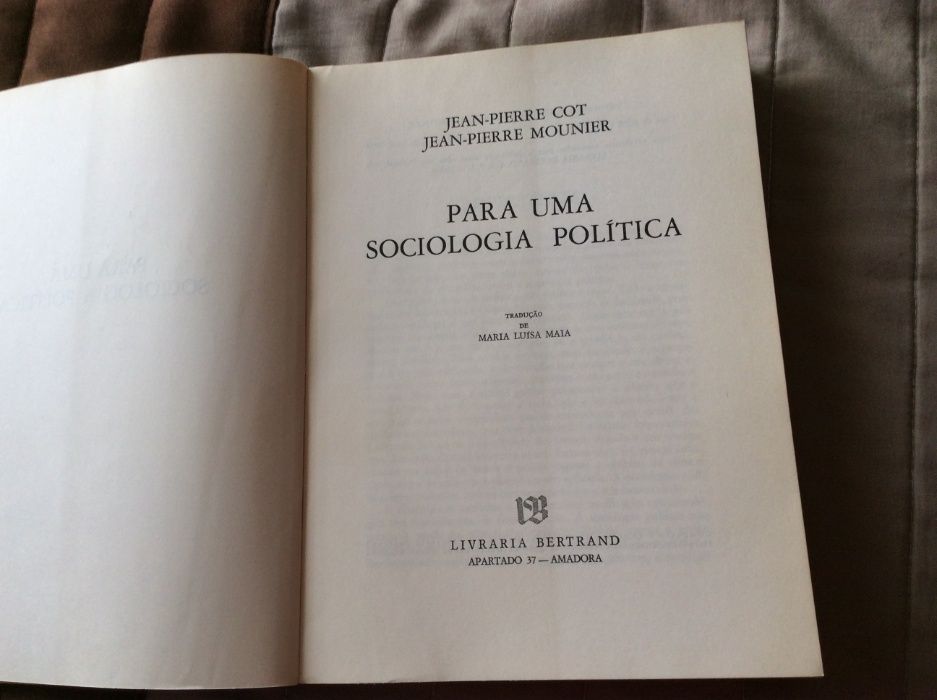 JEAN-PIERRE COT
JEAN-PIERRE MOUNIER
PARA UMA
SOCIOLOGIA POLÍTICA
TRADUÇÃO
DE
MARIA LUÍSA MAIA
LIVRARIA BERTRAND
APARTADO 37 — AMADORA